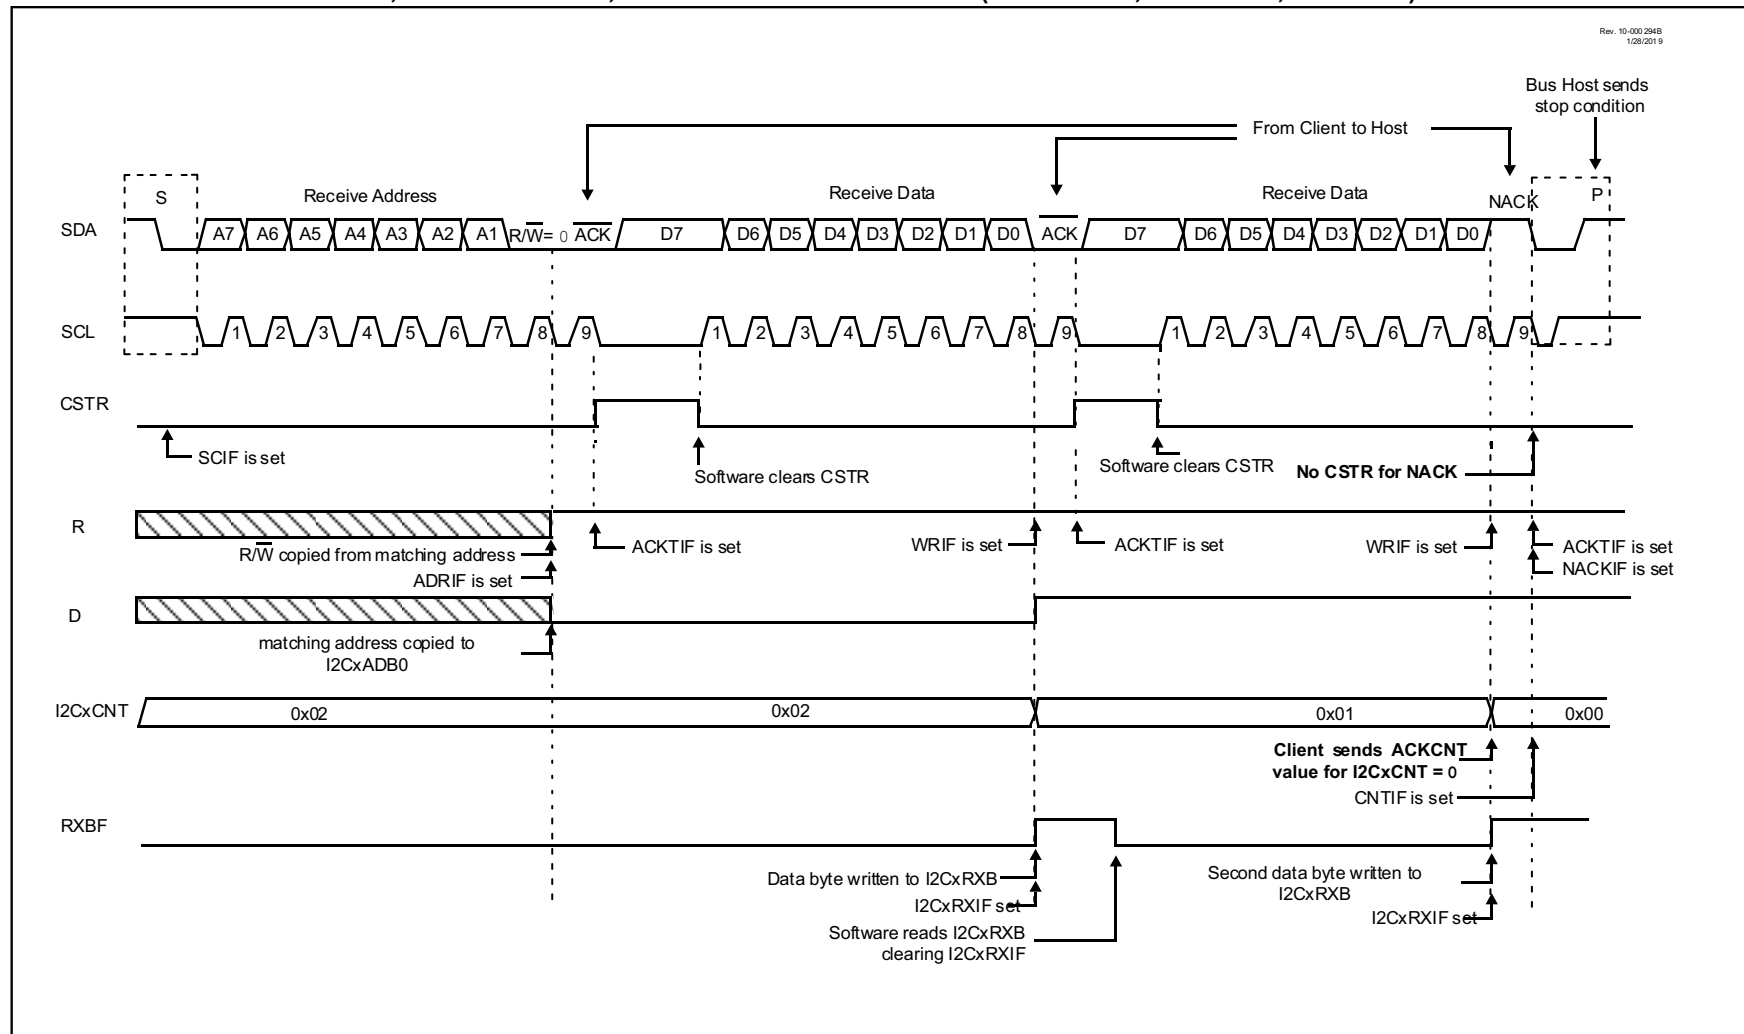 Rev. 10-000 294B
1/28/201 9
Bus Host sends
stop condition
From Client to Host
S
Receive Address
Receive Data
Receive Data
NACK
P
SDA
A7 A6 A5 A4 A3 A2 A1 R/W= 0 ACK D7 D6 D5 D4 D3 D2 D1 D0 ACK D7 D6 D5 D4 D3 D2 D1 D0
SCL
1 2 3 4 5 6 7 8 9 1 2 3 4 5 6 7 8 9 1 2 3 4 5 6 7 8 9
CSTR
SCIF is set
Software clears CSTR
Software clears CSTR
No CSTR for NACK
R
R/W copied from matching address
ADRIF is set
ACKTIF is set
WRIF is set
ACKTIF is set
WRIF is set
ACKTIF is set
NACKIF is set
D
matching address copied to
I2CxADB0
I2CxCNT
0x02
0x02
0x01
0x00
Client sends ACKCNT
value for I2CxCNT = 0
CNTIF is set
RXBF
Data byte written to I2CxRXB
I2CxRXIF set
Software reads I2CxRXB
clearing I2CxRXIF
Second data byte written to
I2CxRXB
I2CxRXIF set